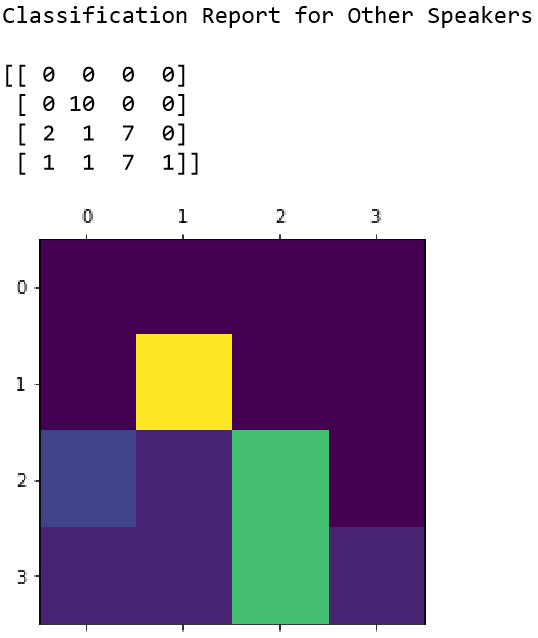 Classification Report for Other Speakers
[[ 0  0  0  0]
 [ 0 10  0  0]
 [ 2  1  7  0]
 [ 1  1  7  1]]
0 1 2 3
0
1
2
3